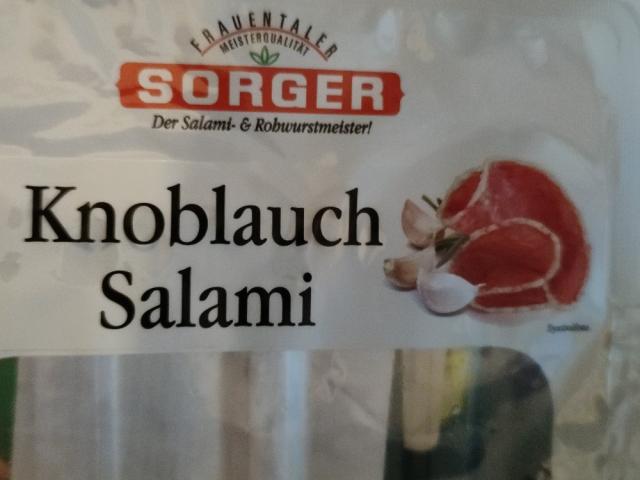 FRAUENTALER
MEISTERQUALITÄT
SORGER
Der Salami- & Rohwurstmeister!
Knoblauch
Salami